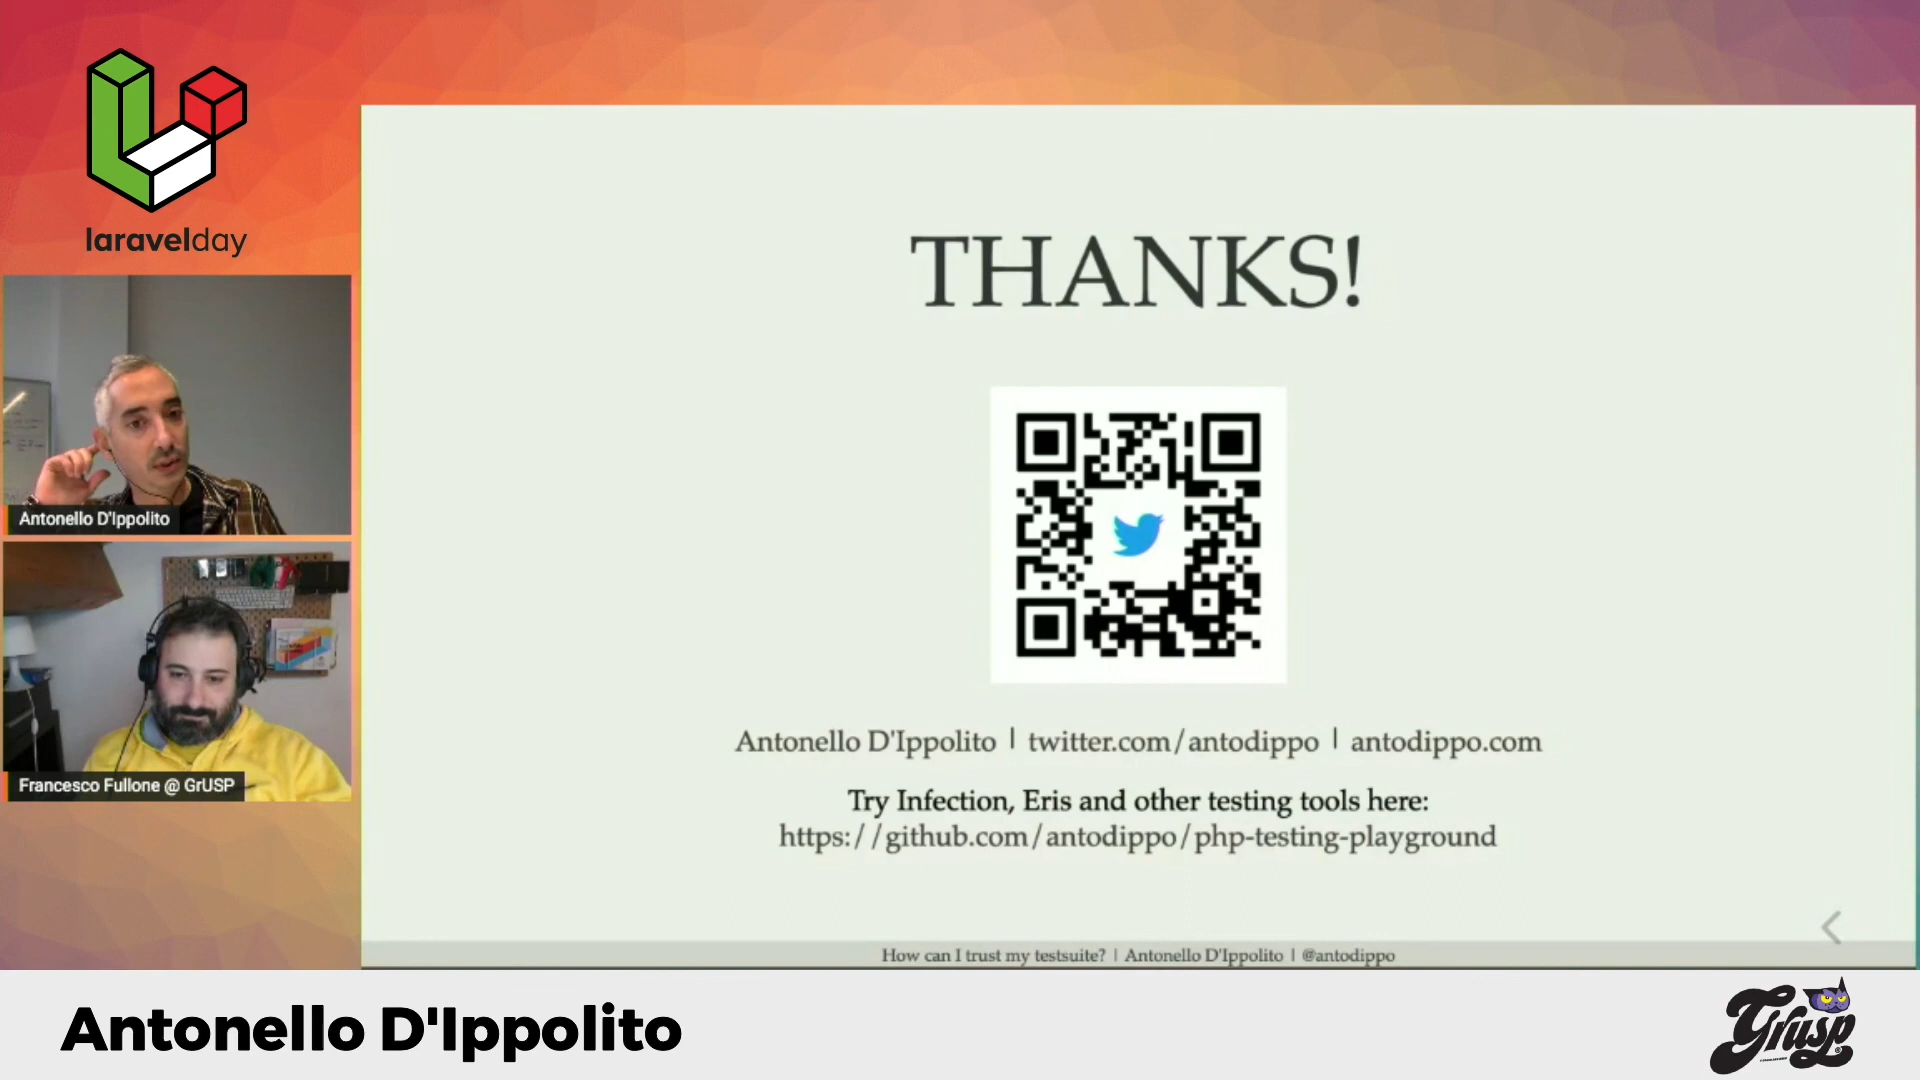 laravelday
Antonello D'Ippolito
Francesco Fullone @ GrUSP
THANKS!
Antonello D'Ippolito | twitter.com/antodippo | antodippo.com
Try Infection, Eris and other testing tools here:
https://github.com/antodippo/php-testing-playground
How can I trust my testsuite? | Antonello D'Ippolito | @antodippo
Antonello D'Ippolito
Grusp